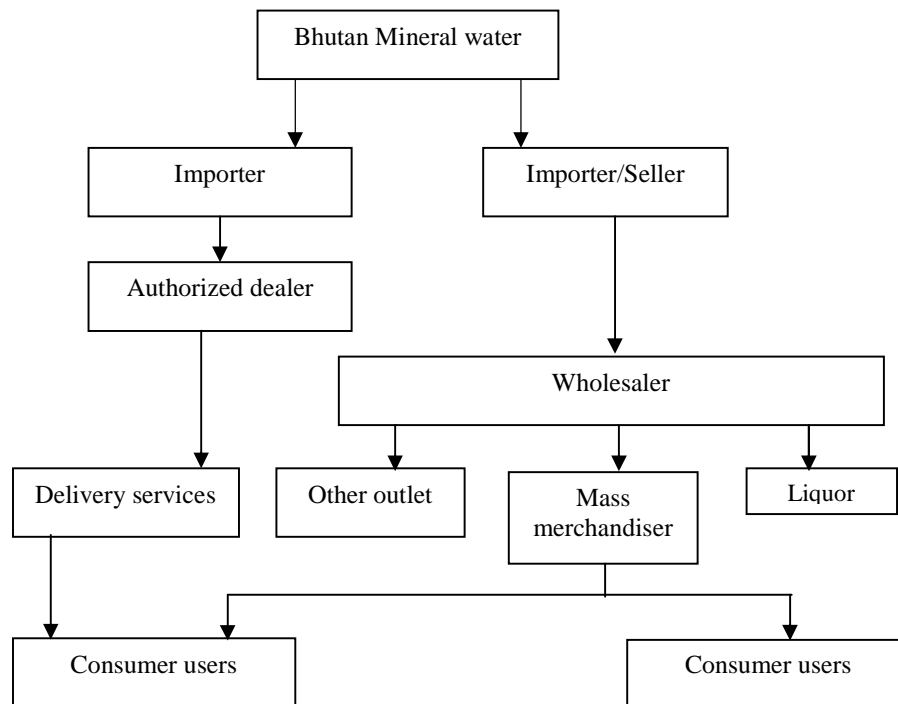 Bhutan Mineral water
Importer
Importer/Seller
Authorized dealer
Wholesaler
Delivery services
Other outlet
Mass
merchandiser
Liquor
Consumer users
Consumer users